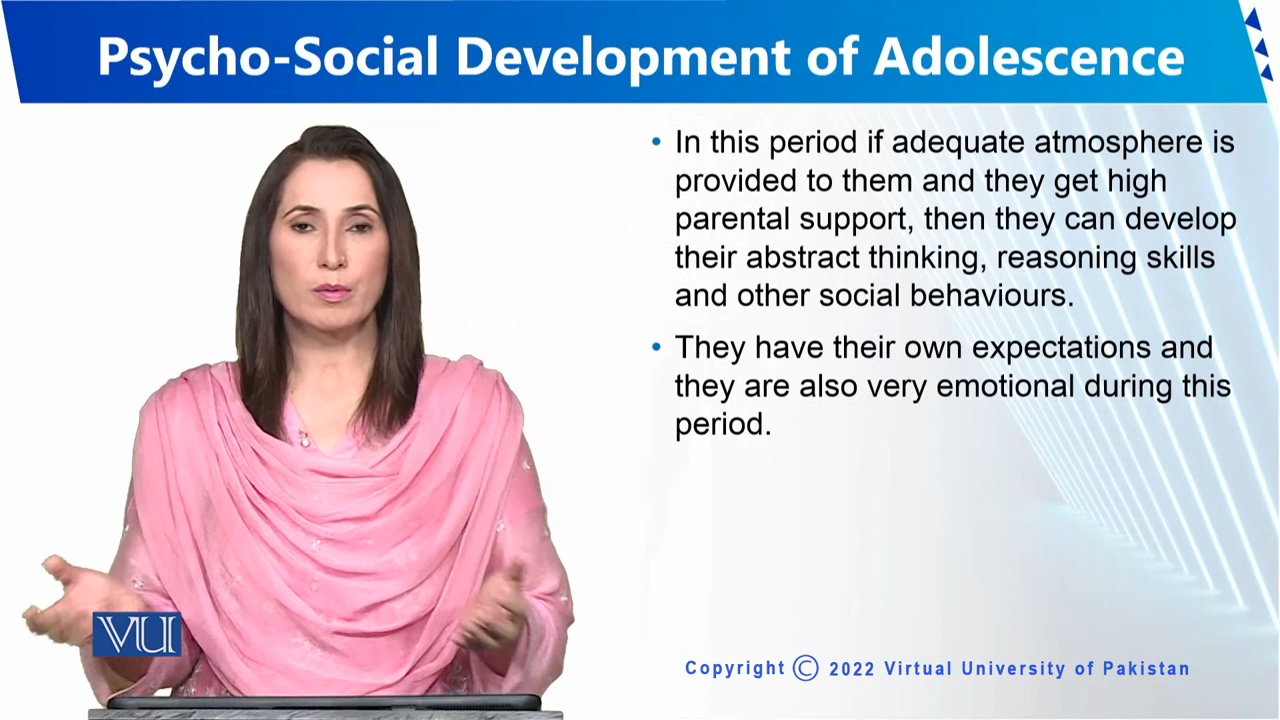 Psycho-Social Development of Adolescence
• In this period if adequate atmosphere is
provided to them and they get high
parental support, then they can develop
their abstract thinking, reasoning skills
and other social behaviours.
• They have their own expectations and
they are also very emotional during this
period.
VU
Copyright © 2022 Virtual University of Pakistan